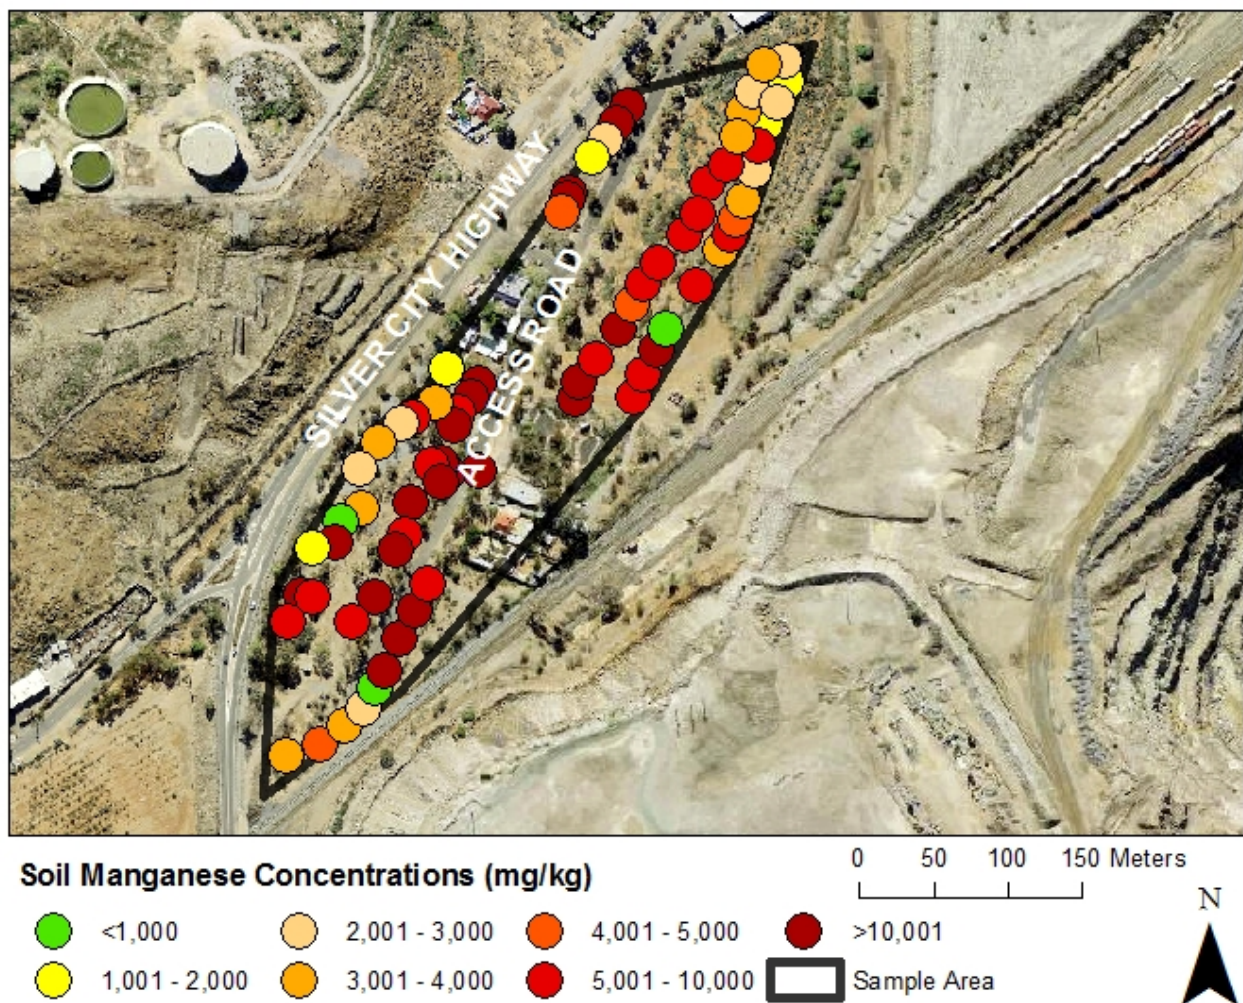 SILVER CITY HIGHWAY
ACCESS ROAD
Soil Manganese Concentrations (mg/kg)
0 50 100 150 Meters
N
<1,000 2,001 - 3,000 4,001 - 5,000 >10,001
1,001 - 2,000 3,001 - 4,000 5,001 - 10,000 Sample Area